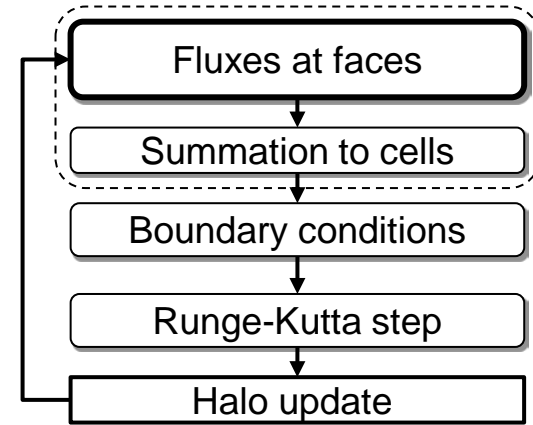 Fluxes at faces
Summation to cells
Boundary conditions
Runge-Kutta step
Halo update